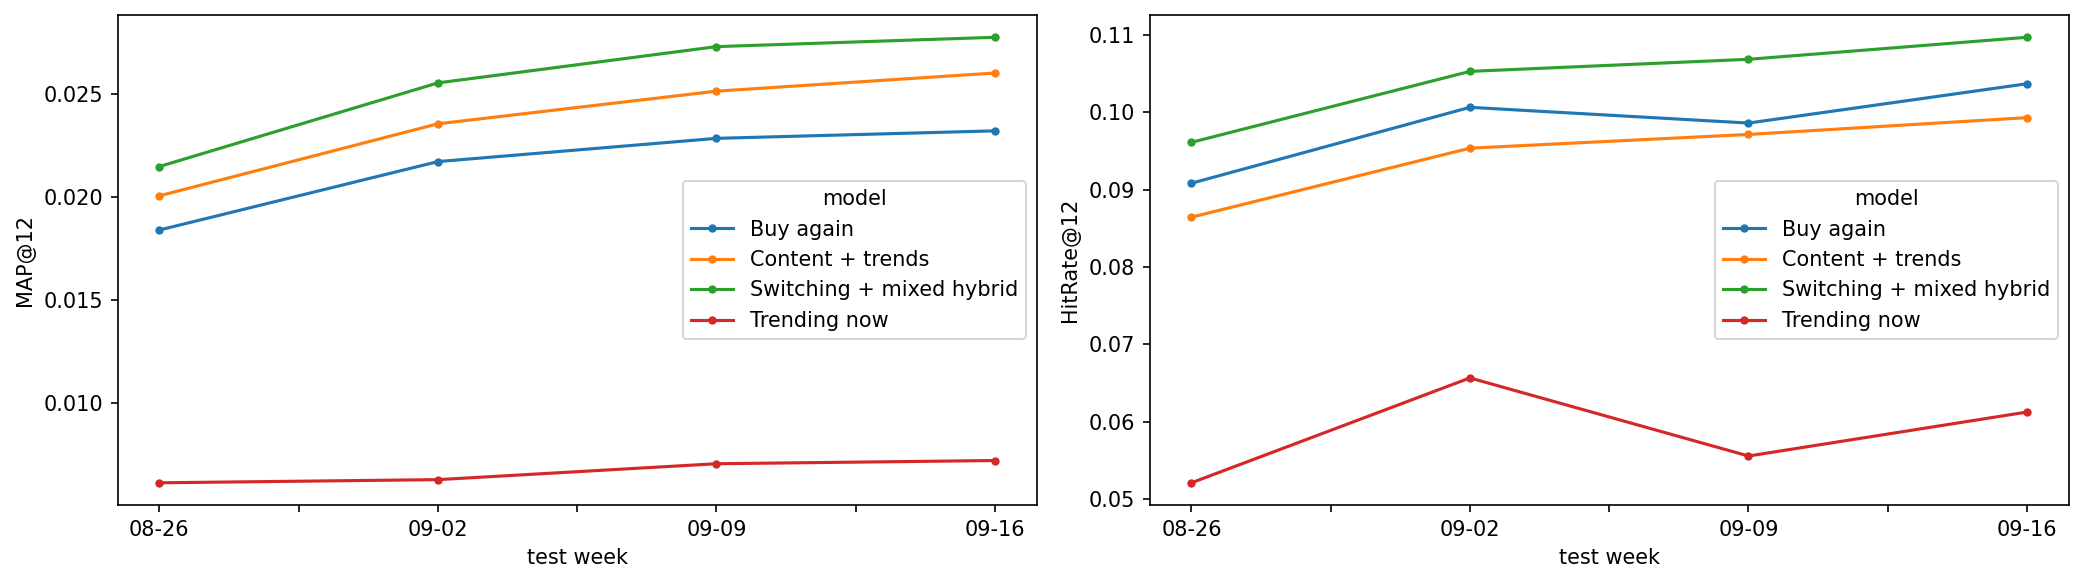 MAP@12
0.025
0.020
0.015
0.010
model
Buy again
Content + trends
Switching + mixed hybrid
Trending now
08-26
09-02
09-09
09-16
test week
HitRate@12
0.11
0.10
0.09
0.08
0.07
0.06
0.05
model
Buy again
Content + trends
Switching + mixed hybrid
Trending now
08-26
09-02
09-09
09-16
test week